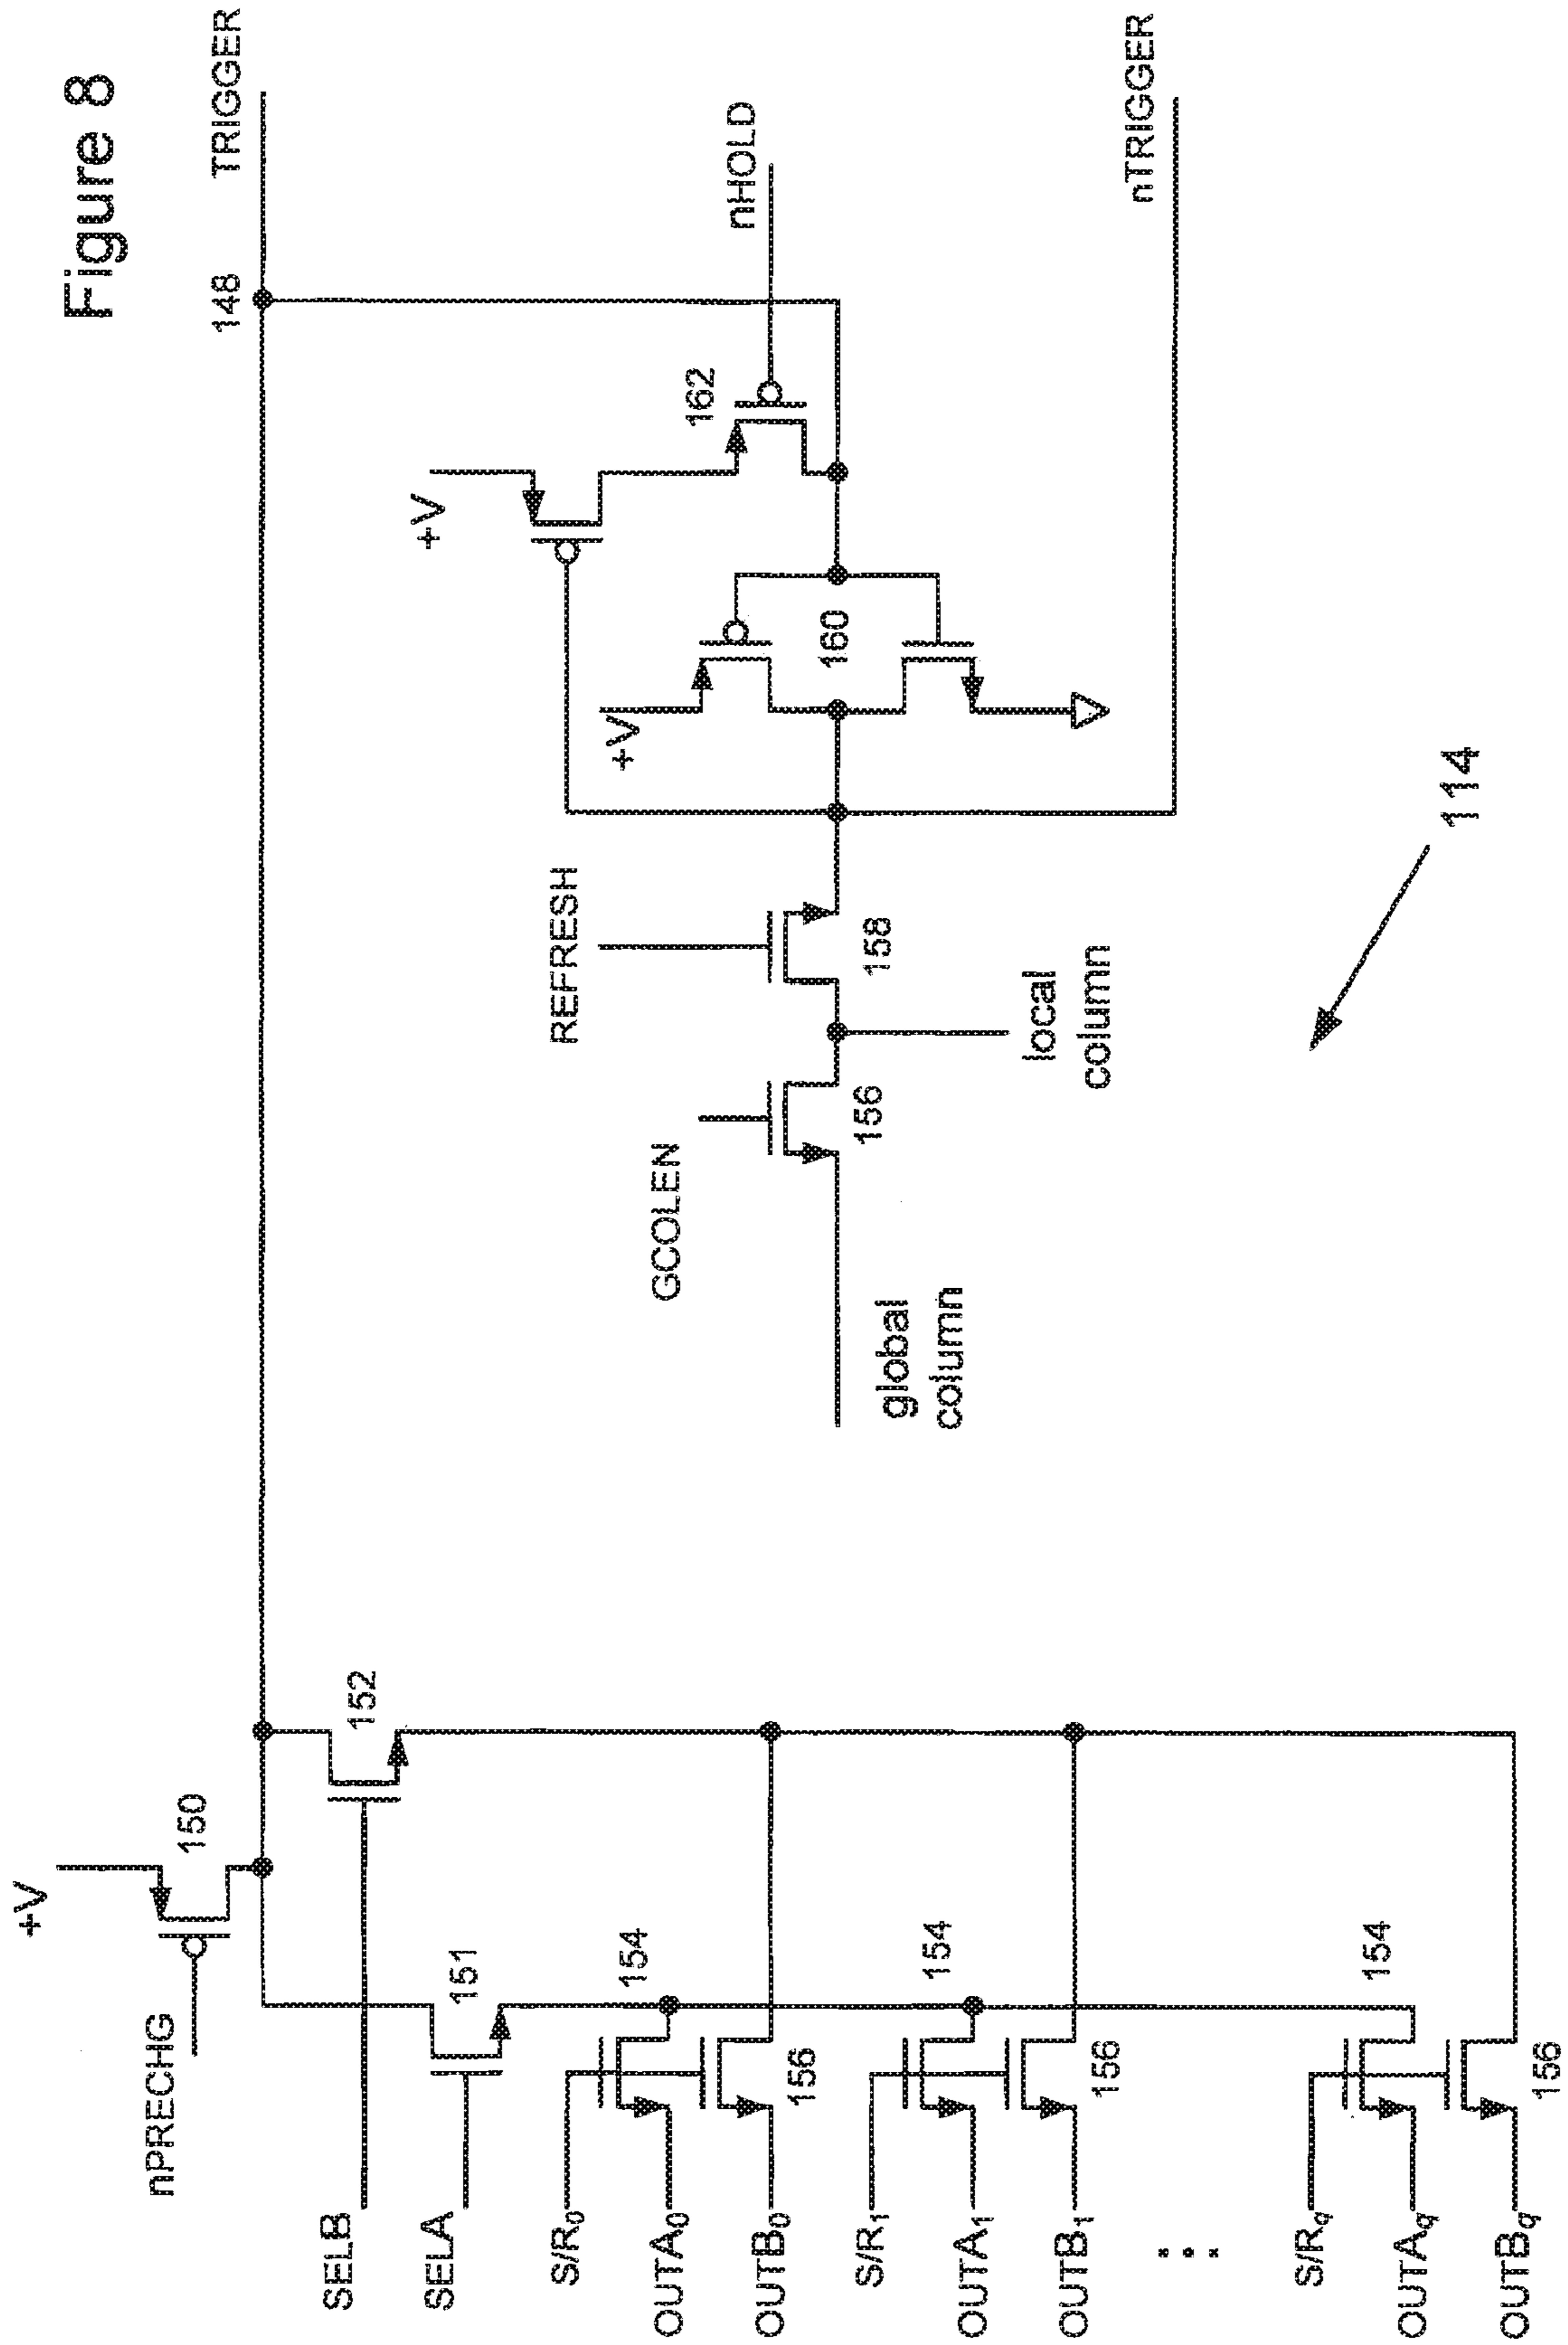 Figure 8
+V
nPRECHG
150
148
TRIGGER
SELB
152
SELA
151
S/R0
154
OUTA0
OUTB0
156
S/R1
154
OUTA1
OUTB1
156
⋮
S/Rq
154
OUTAq
OUTBq
156
global
column
GCOLEN
156
local
column
REFRESH
158
+V
160
+V
162
nHOLD
nTRIGGER
114